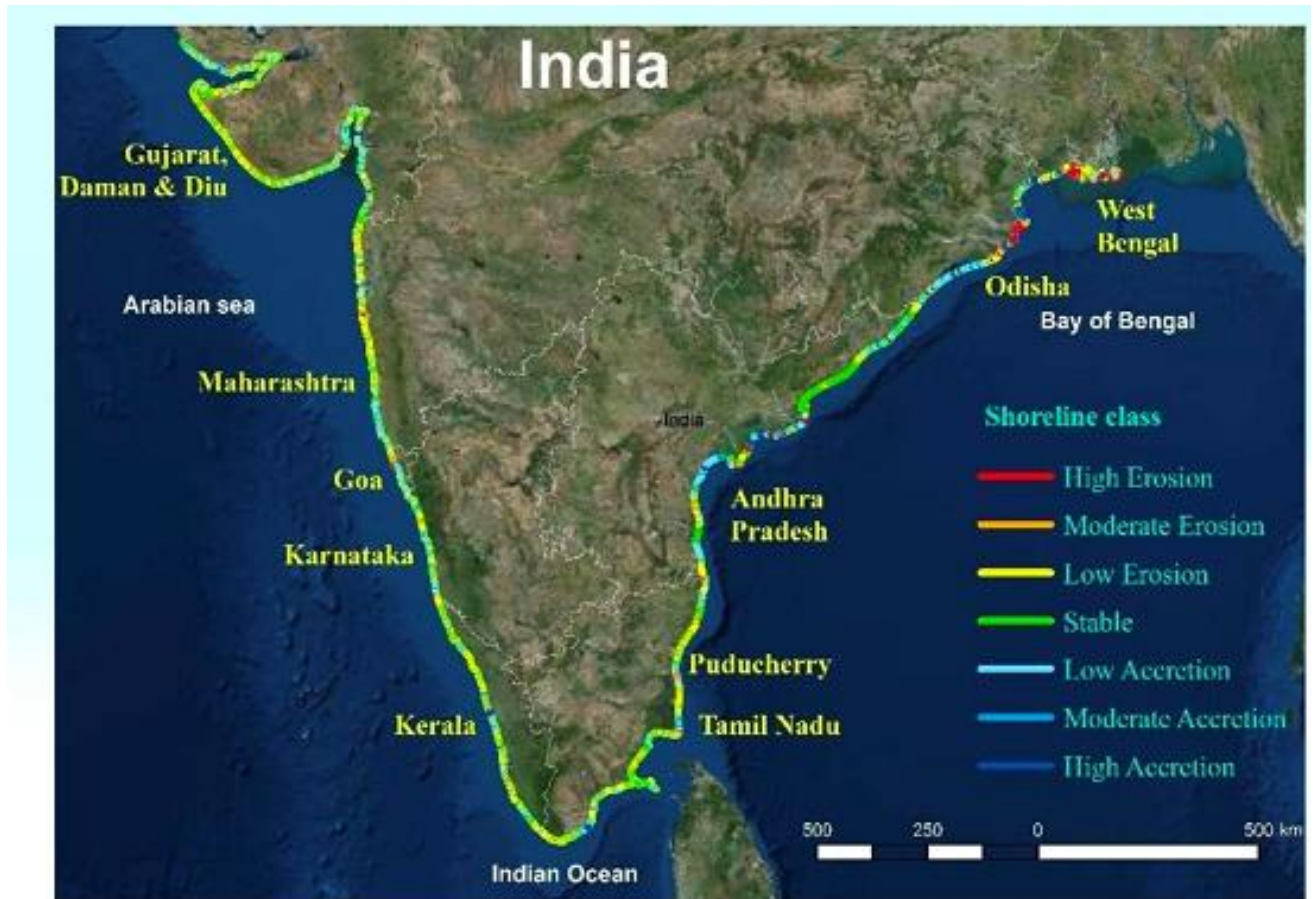 India
Gujarat,
Daman & Diu
West
Bengal
Odisha
Arabian sea
Bay of Bengal
Maharashtra
India
Shoreline class
Goa
High Erosion
Andhra
Pradesh
Moderate Erosion
Karnataka
Low Erosion
Stable
Puducherry
Low Accretion
Kerala
Tamil Nadu
Moderate Accretion
High Accretion
500 250 0 500 km
Indian Ocean